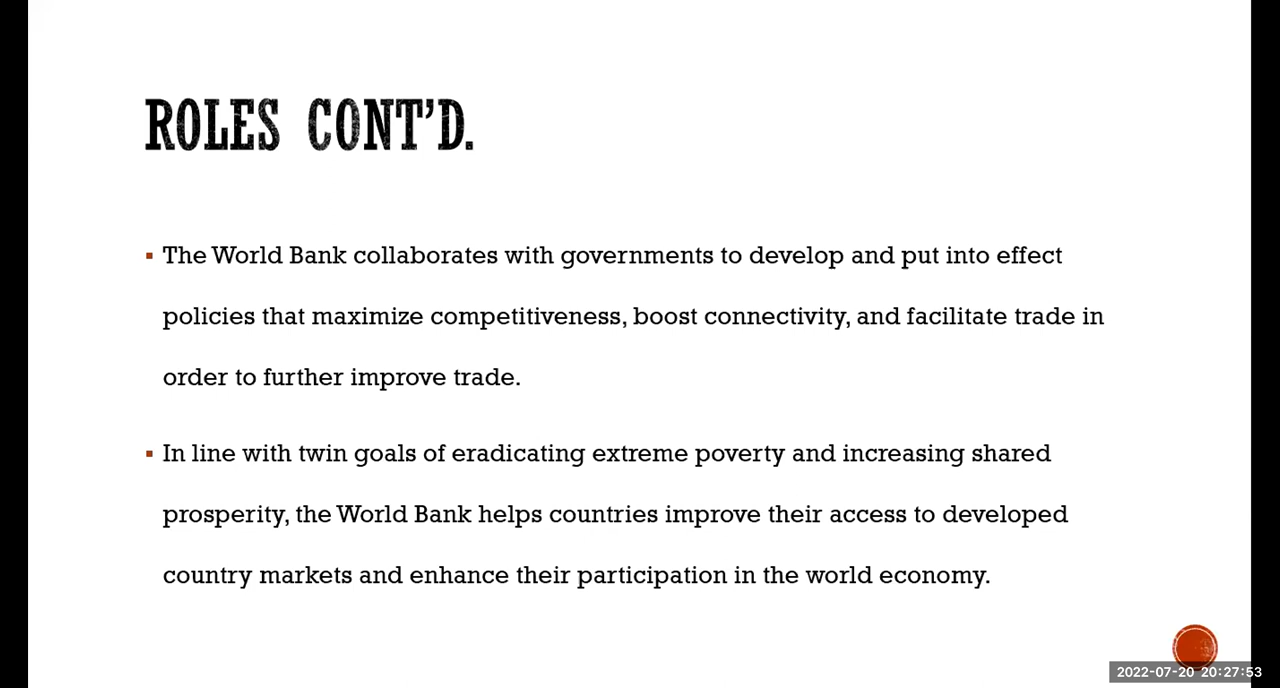 ROLES CONT'D.
▪ The World Bank collaborates with governments to develop and put into effect
policies that maximize competitiveness, boost connectivity, and facilitate trade in
order to further improve trade.
▪ In line with twin goals of eradicating extreme poverty and increasing shared
prosperity, the World Bank helps countries improve their access to developed
country markets and enhance their participation in the world economy.
2022-07-20 20:27:53